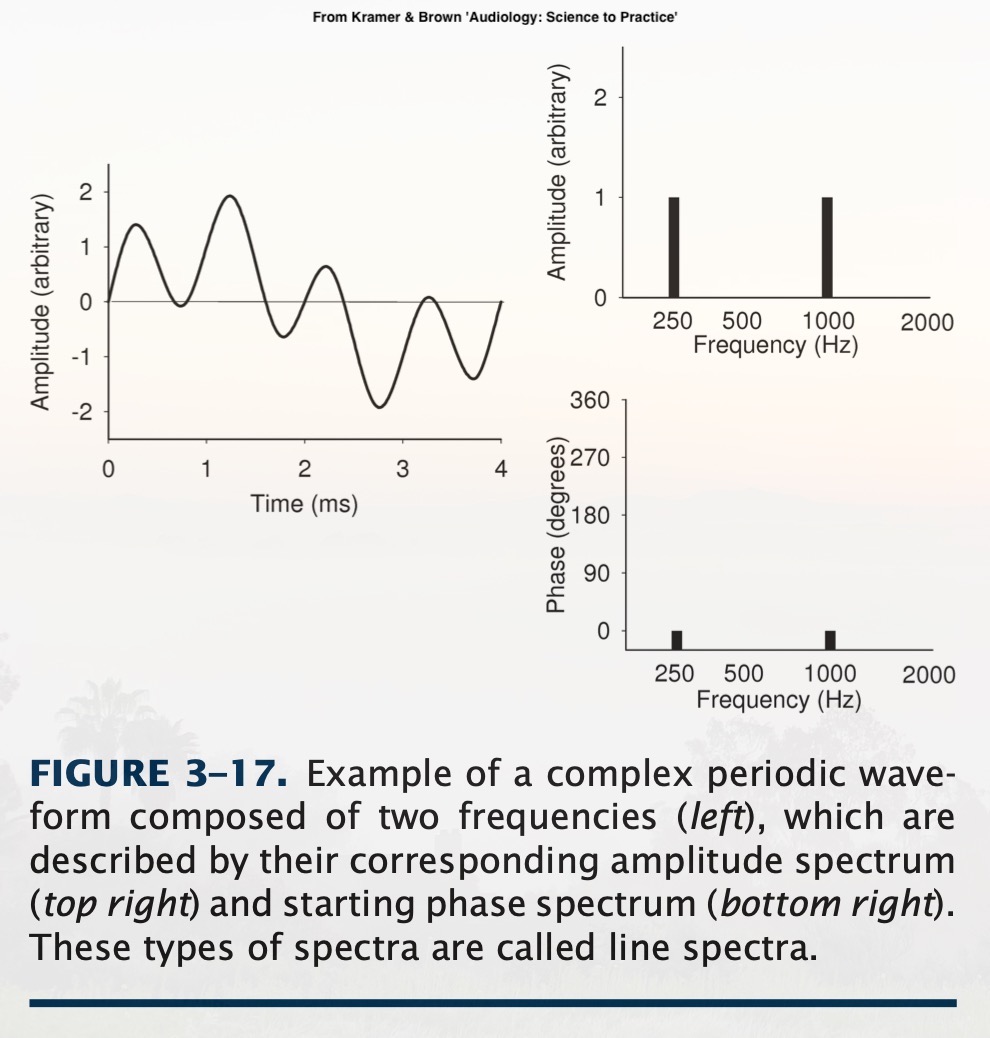 From Kramer & Brown 'Audiology: Science to Practice'
Amplitude (arbitrary)
2
1
0
-1
-2
0 1 2 3 4
Time (ms)
Amplitude (arbitrary)
2
1
0
250 500 1000 2000
Frequency (Hz)
Phase (degrees)
360
270
180
90
0
250 500 1000 2000
Frequency (Hz)
FIGURE 3–17. Example of a complex periodic wave-
form composed of two frequencies (left), which are
described by their corresponding amplitude spectrum
(top right) and starting phase spectrum (bottom right).
These types of spectra are called line spectra.